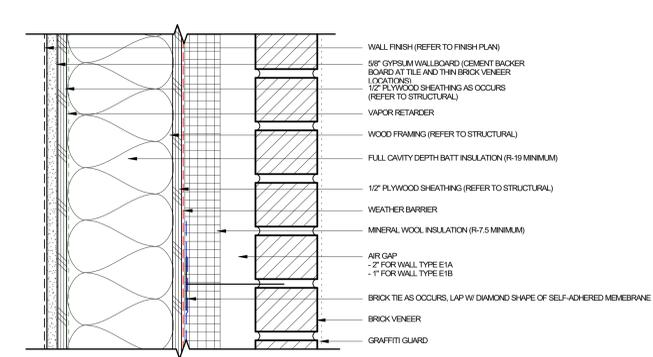 WALL FINISH (REFER TO FINISH PLAN)
5/8" GYPSUM WALLBOARD (CEMENT BACKER
BOARD AT TILE AND THIN BRICK VENEER
LOCATIONS)
1/2" PLYWOOD SHEATHING AS OCCURS
(REFER TO STRUCTURAL)
VAPOR RETARDER
WOOD FRAMING (REFER TO STRUCTURAL)
FULL CAVITY DEPTH BATT INSULATION (R-19 MINIMUM)
1/2" PLYWOOD SHEATHING (REFER TO STRUCTURAL)
WEATHER BARRIER
MINERAL WOOL INSULATION (R-7.5 MINIMUM)
AIR GAP
- 2" FOR WALL TYPE E1A
- 1" FOR WALL TYPE E1B
BRICK TIE AS OCCURS, LAP W/ DIAMOND SHAPE OF SELF-ADHERED MEMEBRANE
BRICK VENEER
GRAFFITI GUARD